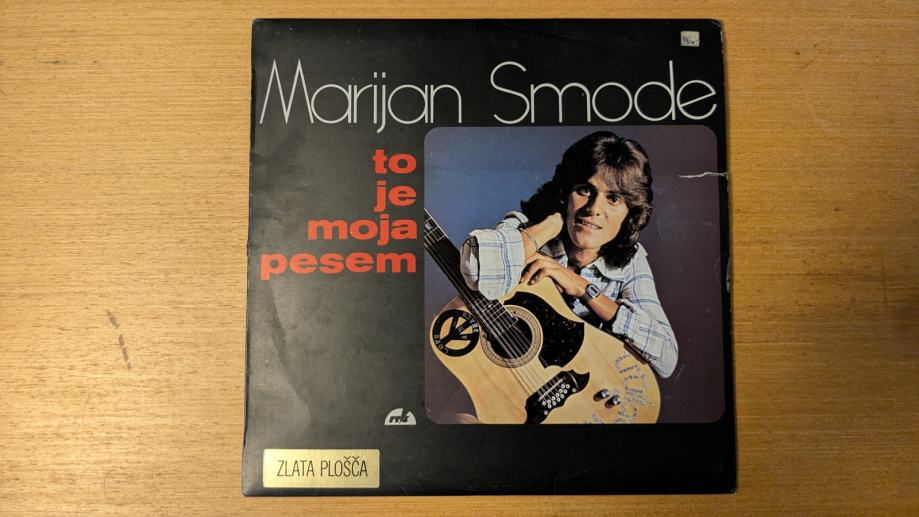 Marijan Smode
to
je
moja
pesem
ZLATA PLOŠČA